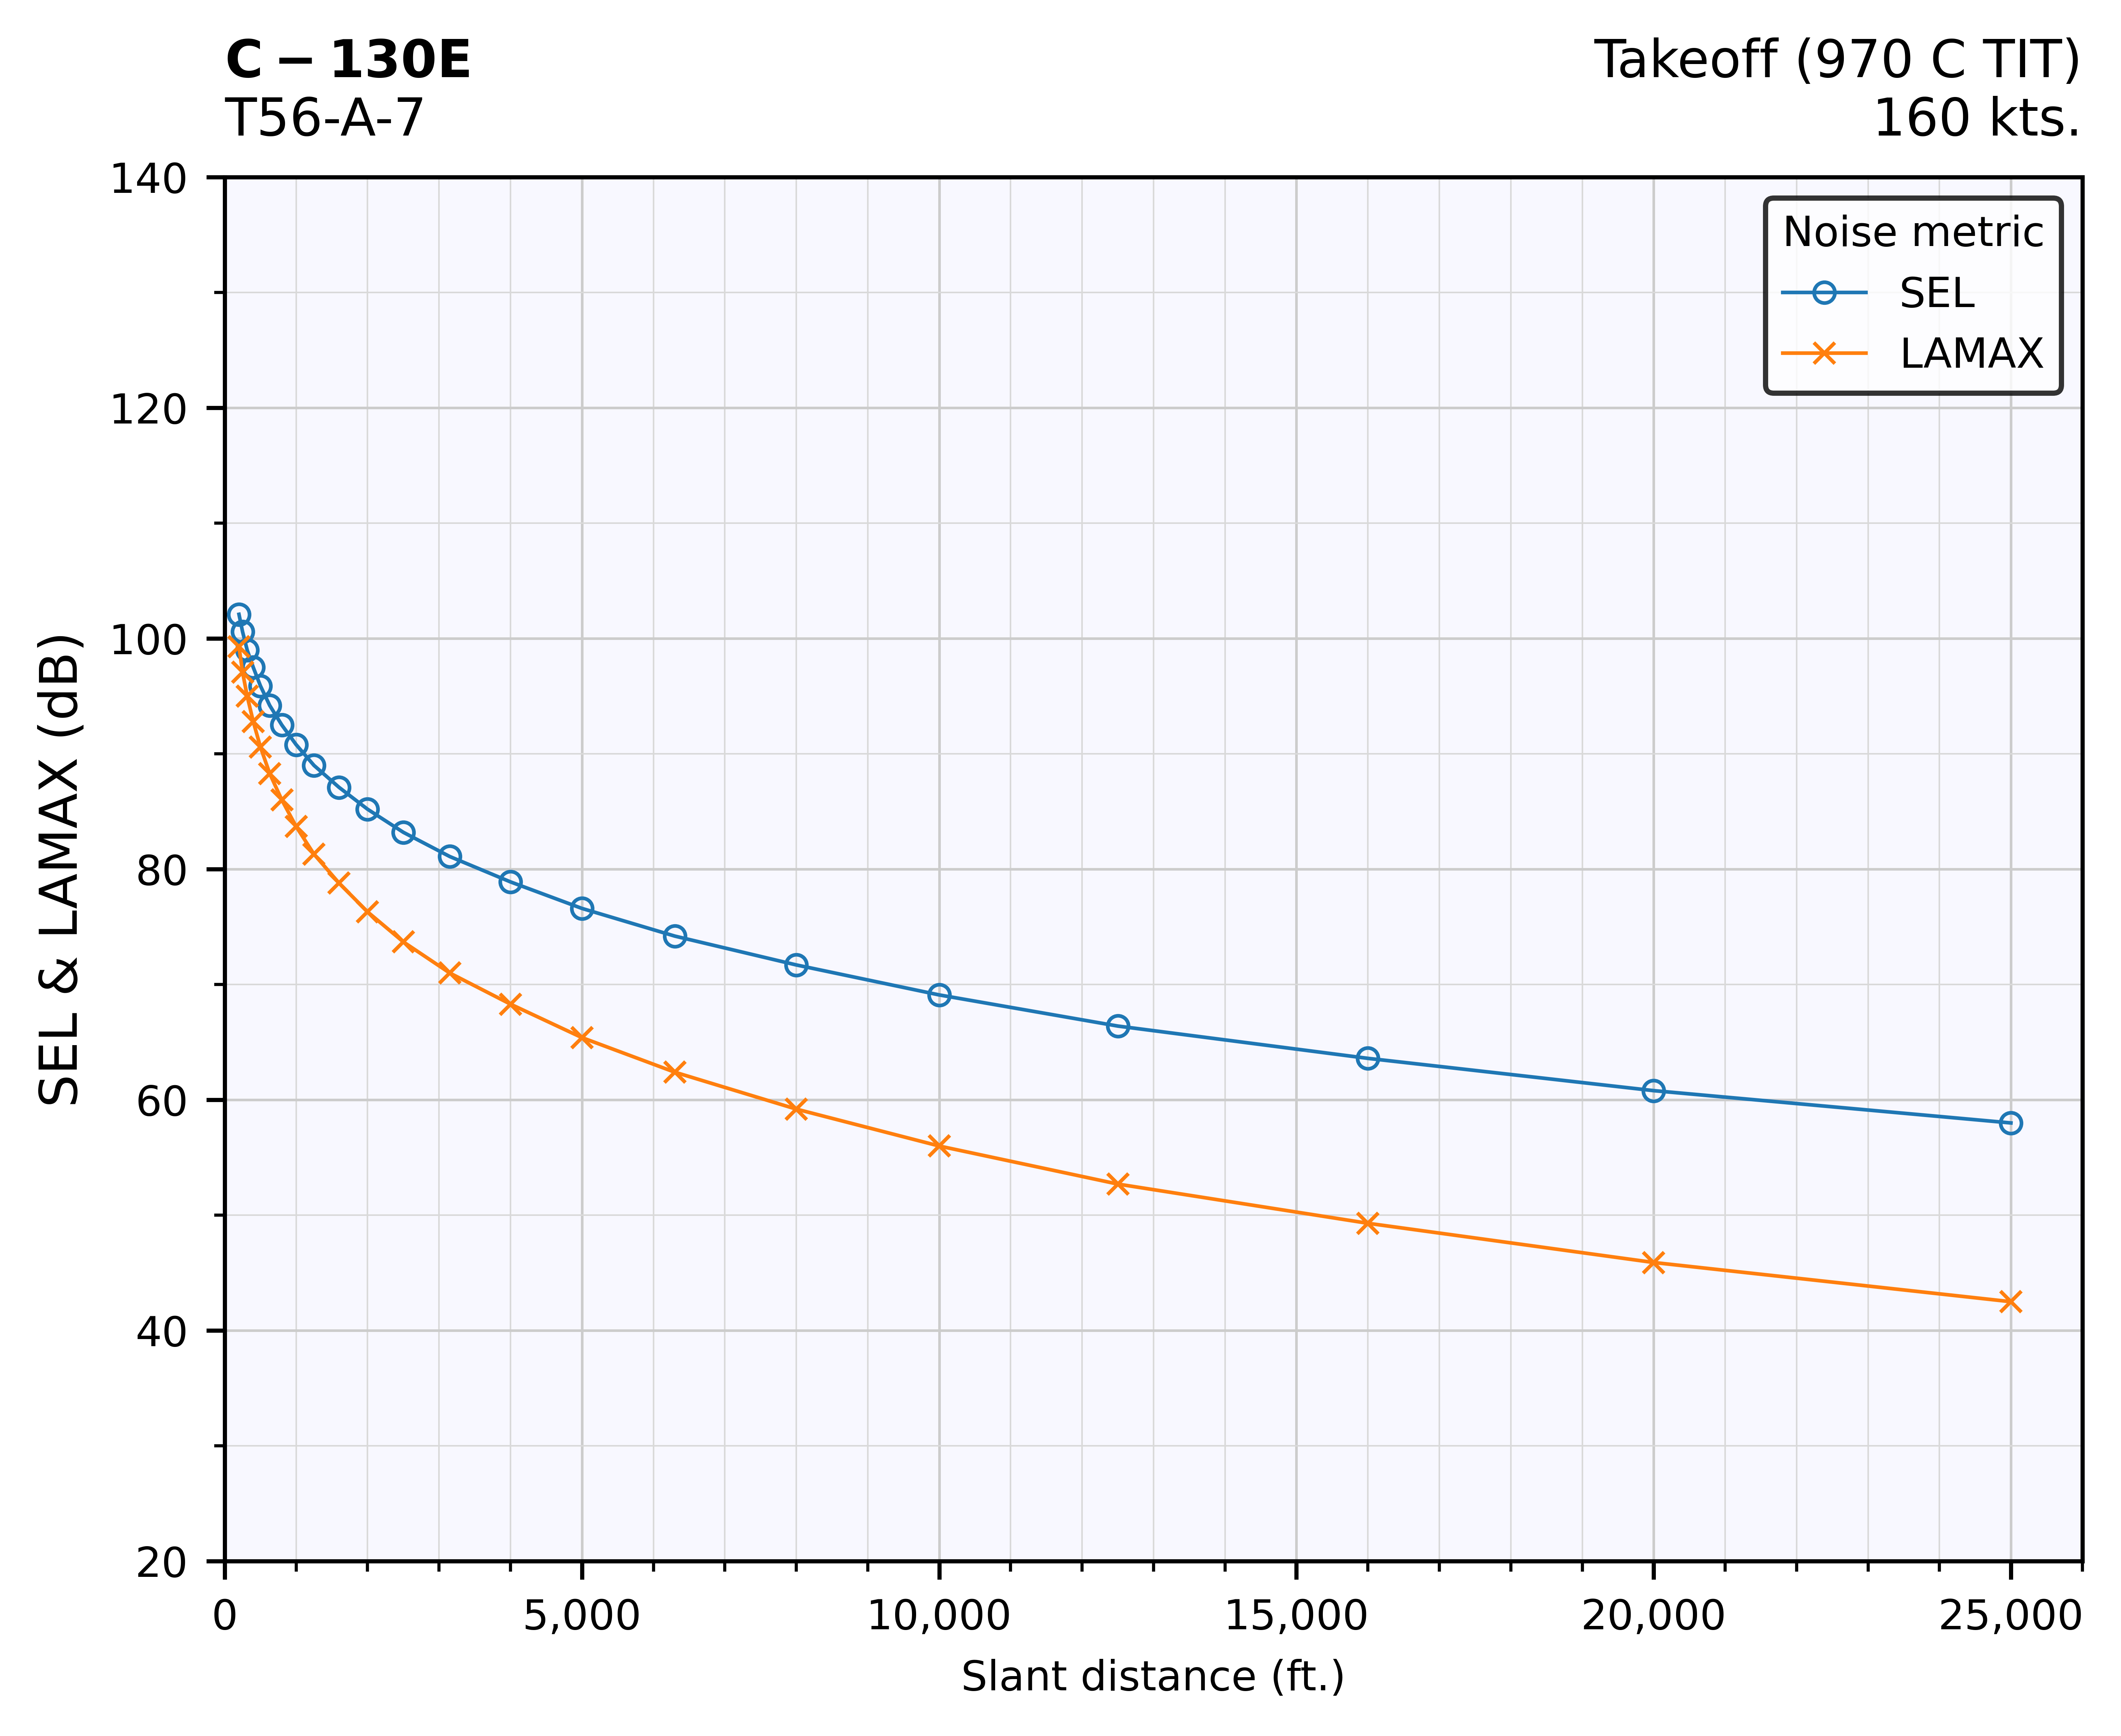 C – 130E
T56-A-7
Takeoff (970 C TIT)
160 kts.
SEL & LAMAX (dB)
140
120
100
80
60
40
20
Noise metric
SEL
LAMAX
0
5,000
10,000
15,000
20,000
25,000
Slant distance (ft.)